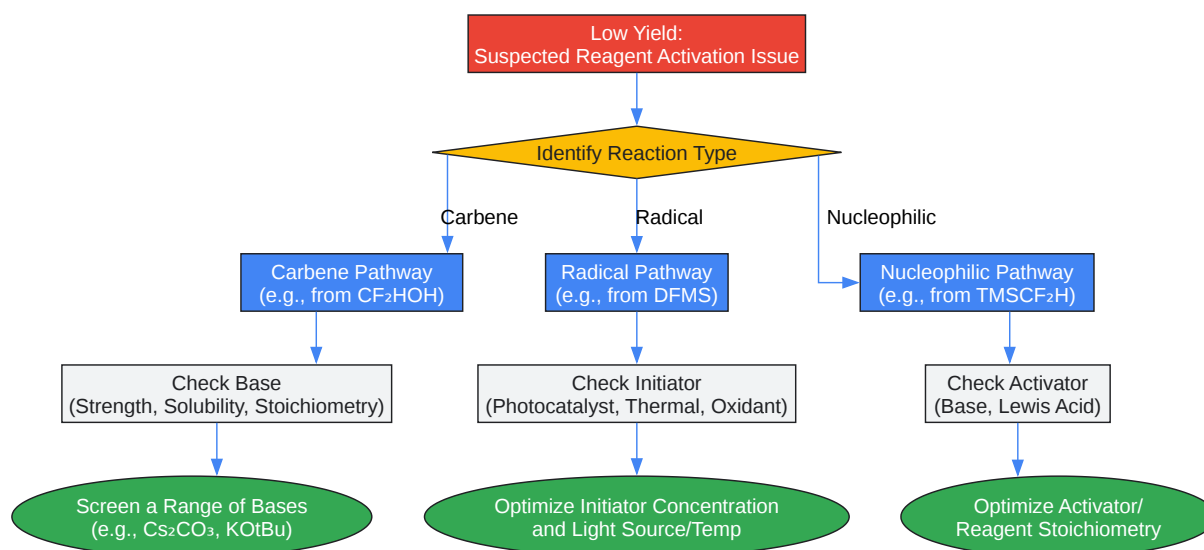 Low Yield:
Suspected Reagent Activation Issue
Identify Reaction Type
Carbene
Radical
Nucleophilic
Carbene Pathway
(e.g., from CF₂HOH)
Radical Pathway
(e.g., from DFMS)
Nucleophilic Pathway
(e.g., from TMSCF₂H)
Check Base
(Strength, Solubility, Stoichiometry)
Check Initiator
(Photocatalyst, Thermal, Oxidant)
Check Activator
(Base, Lewis Acid)
Screen a Range of Bases
(e.g., Cs₂CO₃, KOtBu)
Optimize Initiator Concentration
and Light Source/Temp
Optimize Activator/
Reagent Stoichiometry